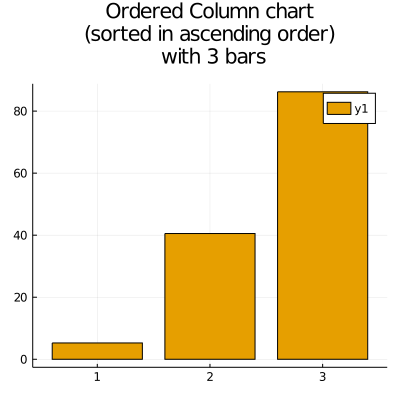 Ordered Column chart
(sorted in ascending order)
with 3 bars
y1
80
60
40
20
0
1 2 3